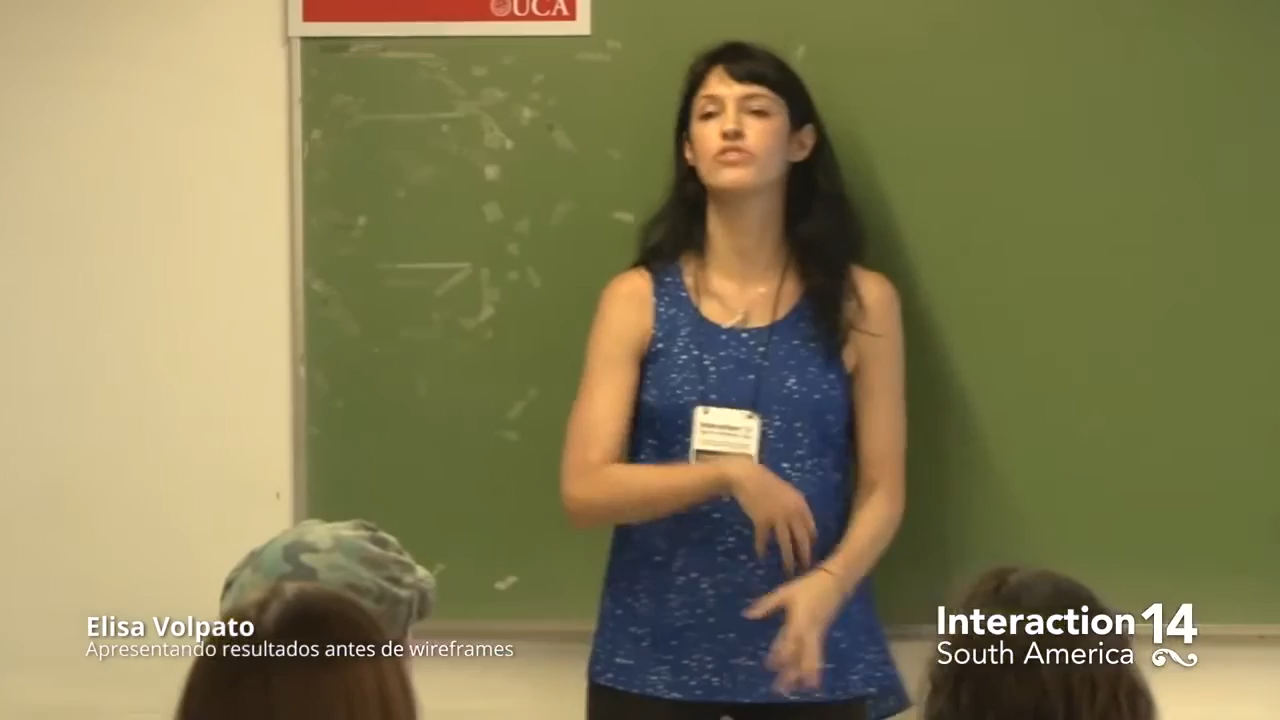 UCA
Elisa Volpato
Apresentando resultados antes de wireframes
Interaction 14
South America